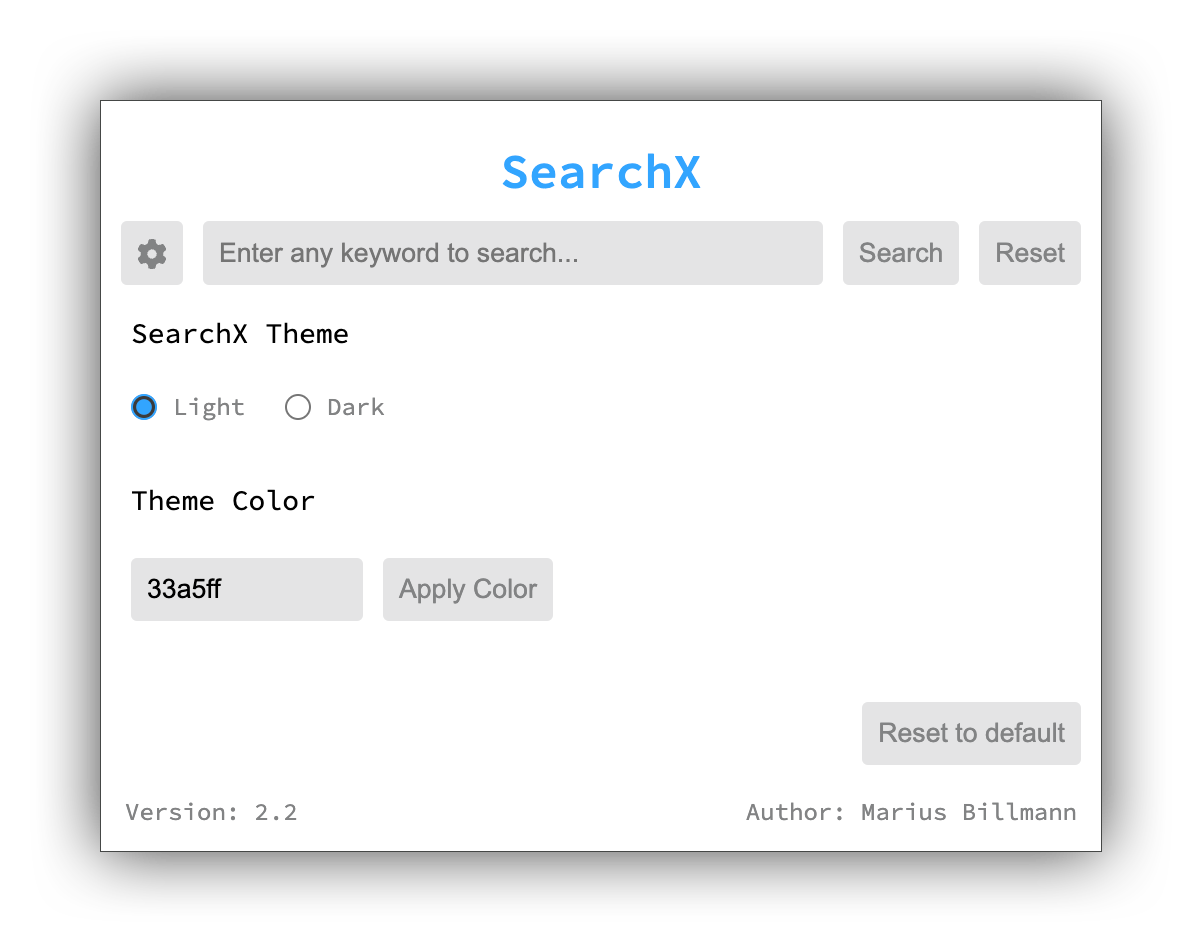 SearchX
Enter any keyword to search... Search Reset
SearchX Theme
Light Dark
Theme Color
33a5ff Apply Color
Reset to default
Version: 2.2 Author: Marius Billmann